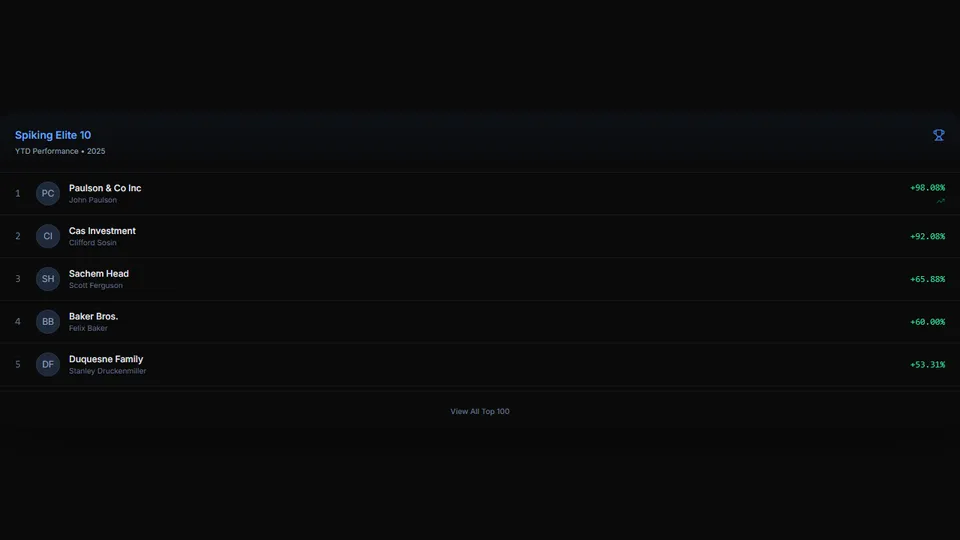 Spiking Elite 10
YTD Performance • 2025
1
PC
Paulson & Co Inc
John Paulson
+98.08%
2
CI
Cas Investment
Clifford Sosin
+92.08%
3
SH
Sachem Head
Scott Ferguson
+65.88%
4
BB
Baker Bros.
Felix Baker
+60.00%
5
DF
Duquesne Family
Stanley Druckenmiller
+53.31%
View All Top 100